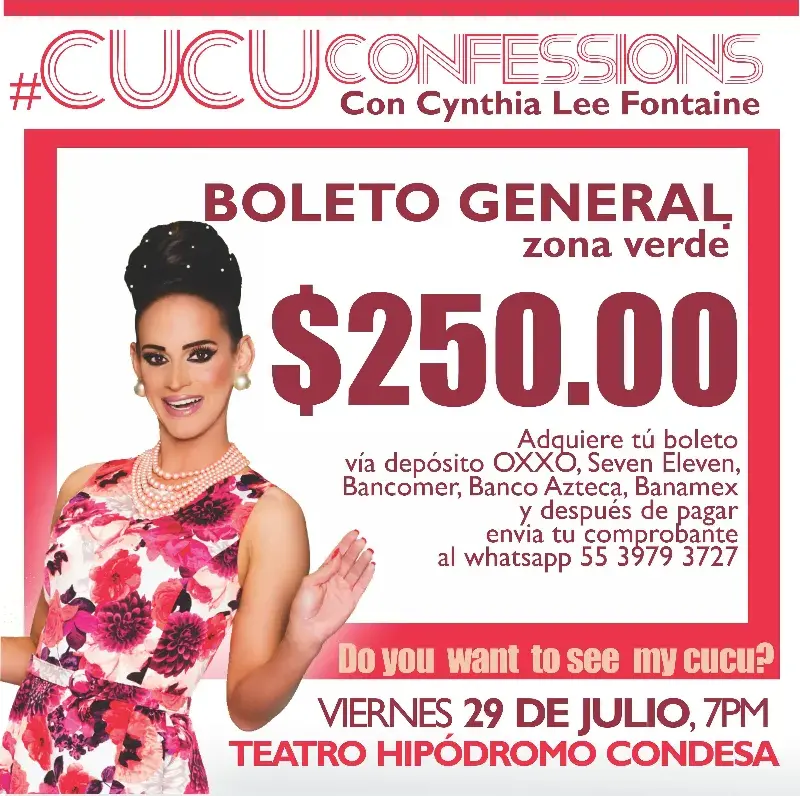 #CUCU CONFESSIONS
Con Cynthia Lee Fontaine
BOLETO GENERAL.
zona verde
$250.00
Adquiere tú boleto
vía depósito OXXO, Seven Eleven,
Bancomer, Banco Azteca, Banamex
y después de pagar
envia tu comprobante
al whatsapp 55 3979 3727
Do you want to see my cucu?
VIERNES 29 DE JULIO, 7PM
TEATRO HIPÓDROMO CONDESA